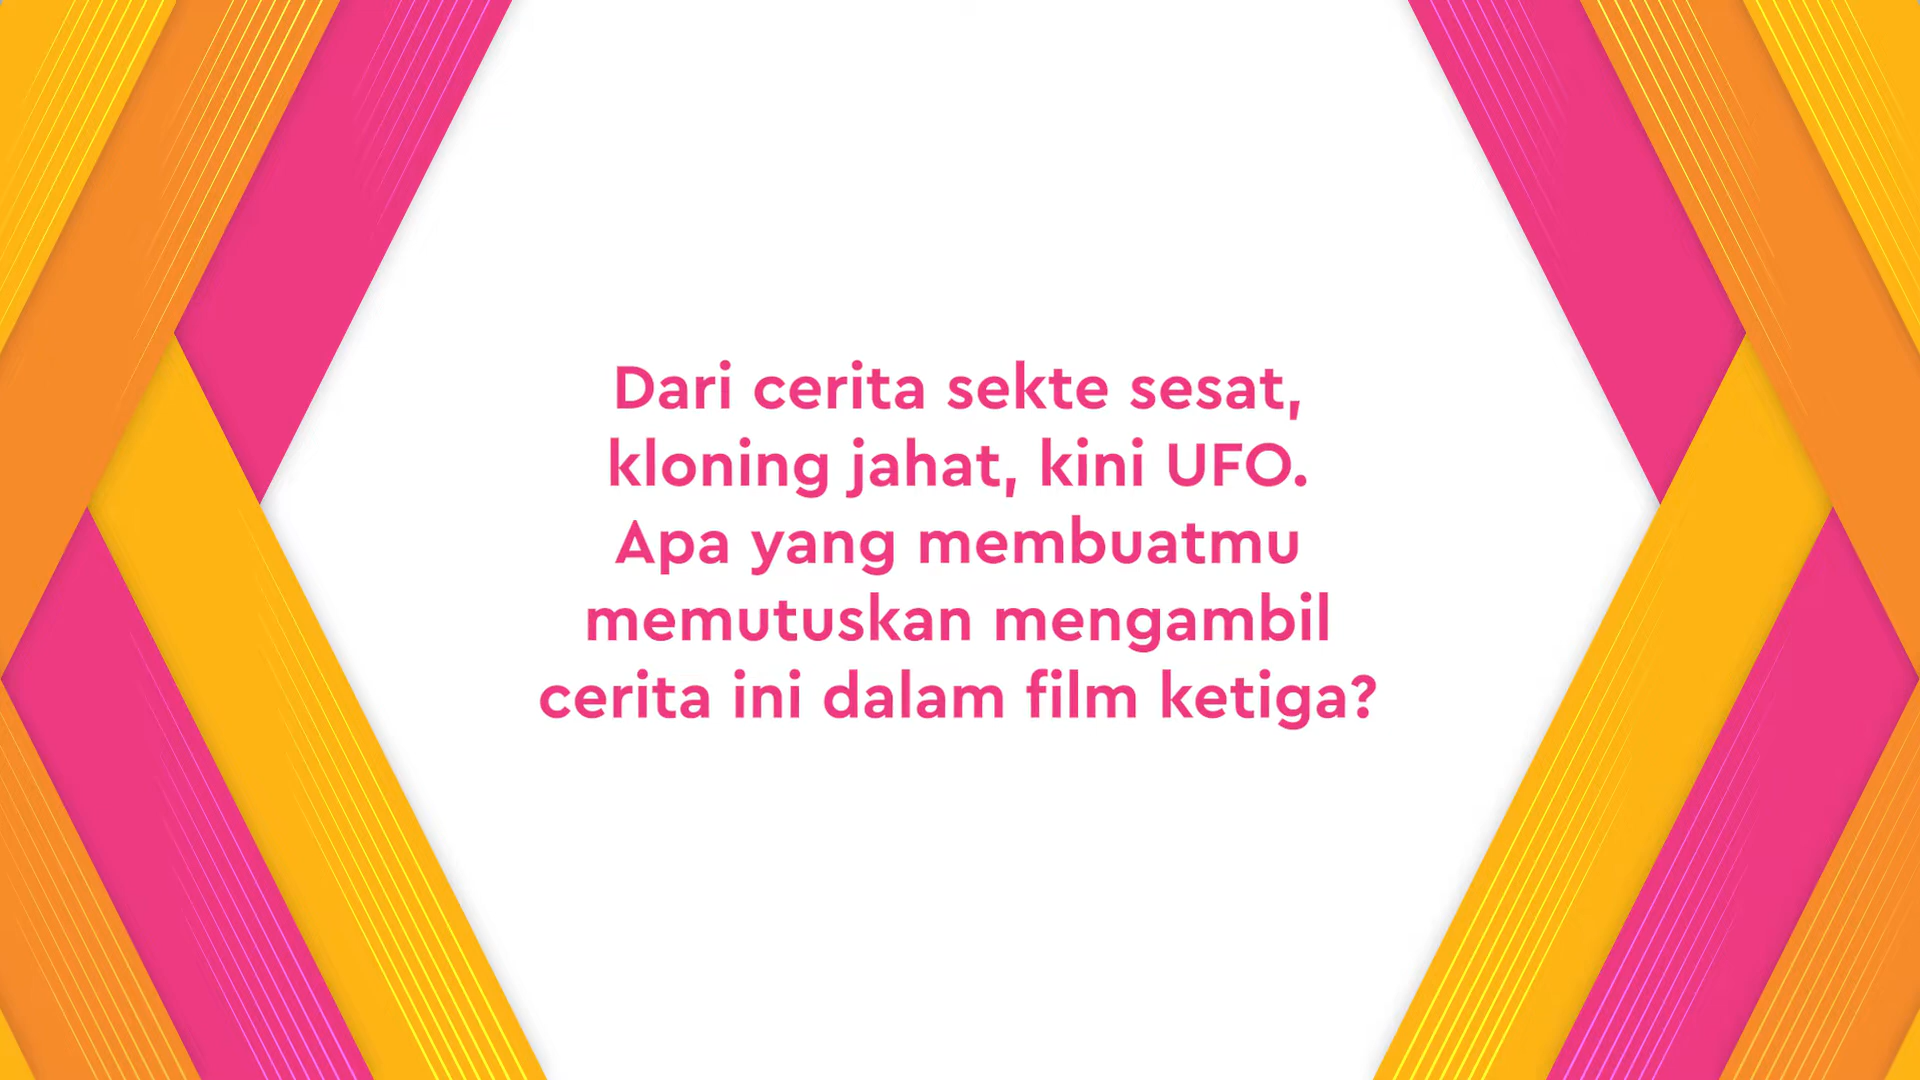 Dari cerita sekte sesat,
kloning jahat, kini UFO.
Apa yang membuatmu
memutuskan mengambil
cerita ini dalam film ketiga?